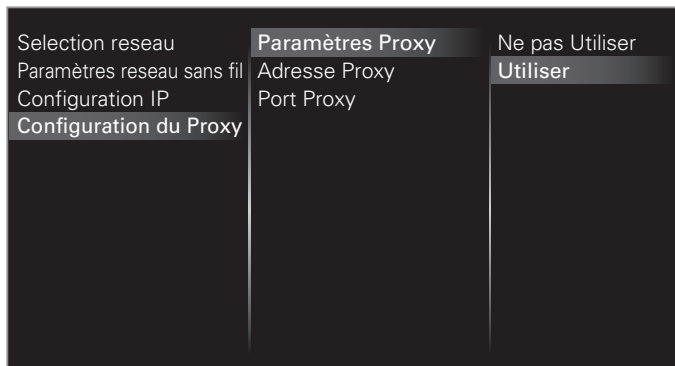 Selection reseau
Paramètres reseau sans fil
Configuration IP
Configuration du Proxy
Paramètres Proxy
Adresse Proxy
Port Proxy
Ne pas Utiliser
Utiliser